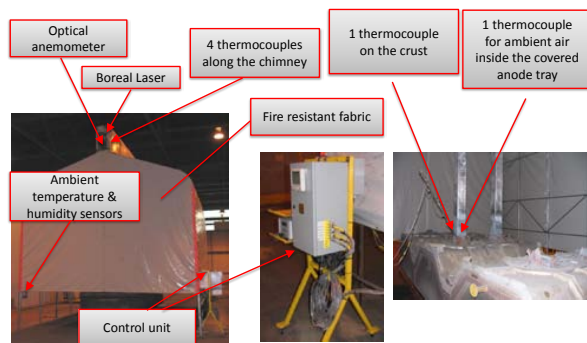 Optical
anemometer
Boreal Laser
4 thermocouples
along the chimney
1 thermocouple
on the crust
1 thermocouple
for ambient air
inside the covered
anode tray
Fire resistant fabric
Ambient
temperature &
humidity sensors
Control unit